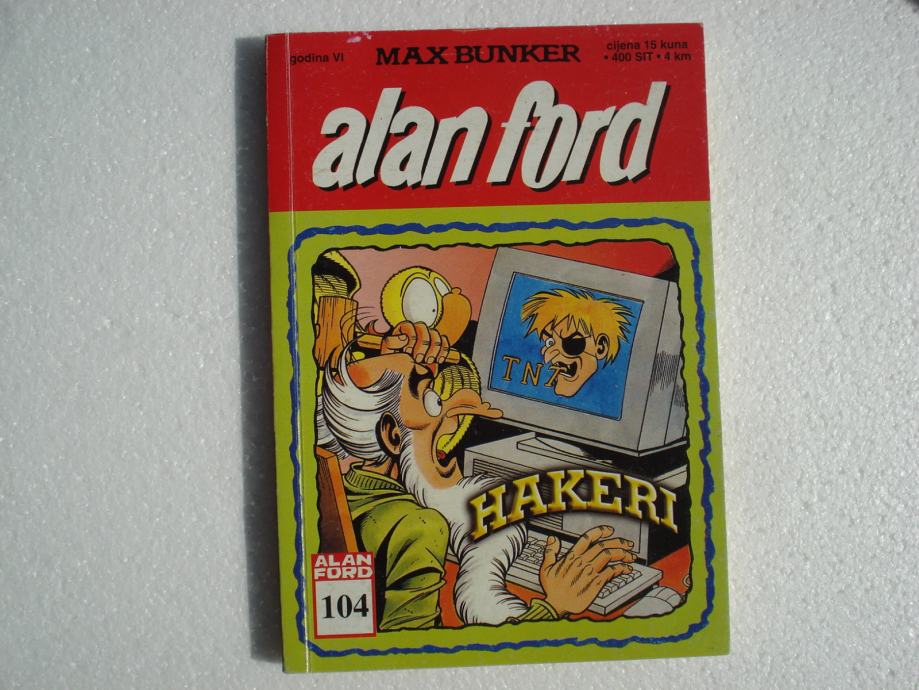 godina VI
MAX BUNKER
cijena 15 kuna
• 400 SIT • 4 km
alan ford
TNT
HAKERI
ALAN
FORD
104